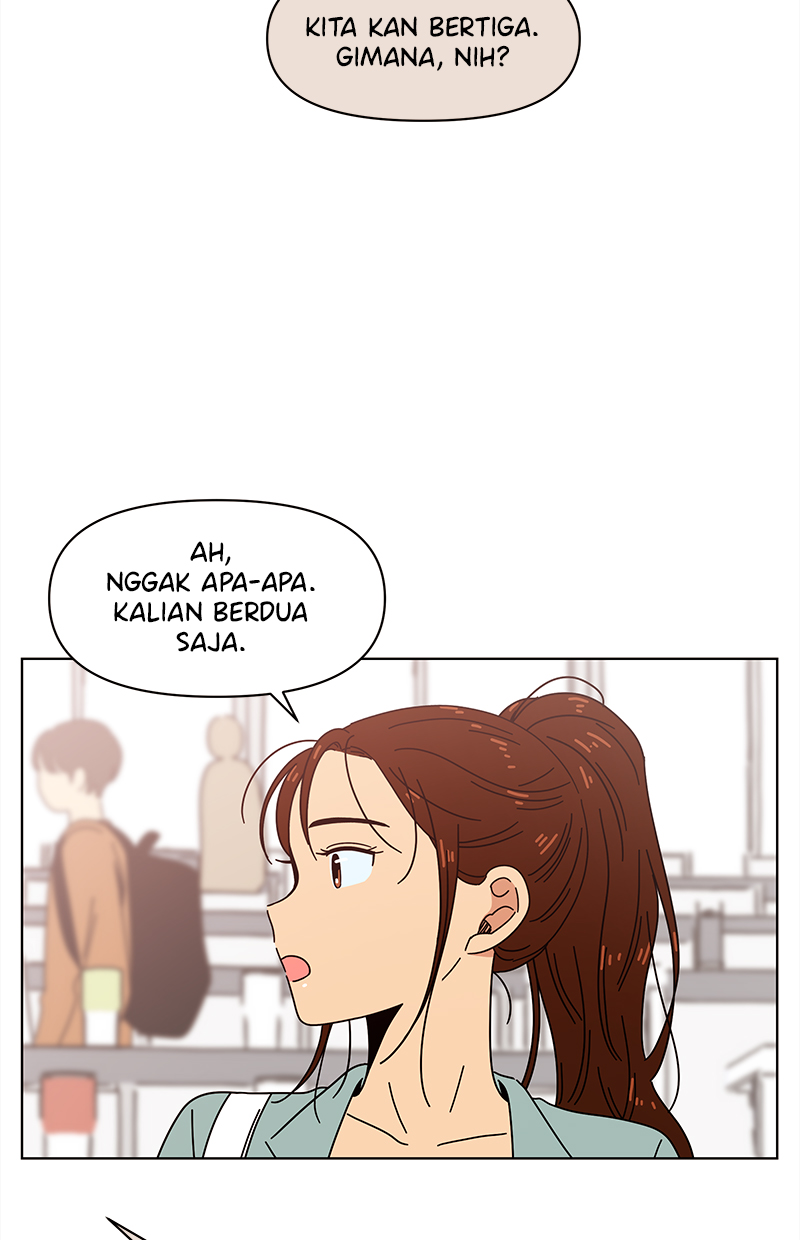 KITA KAN BERTIGA.
GIMANA, NIH?
AH,
NGGAK APA-APA.
KALIAN BERDUA
SAJA.